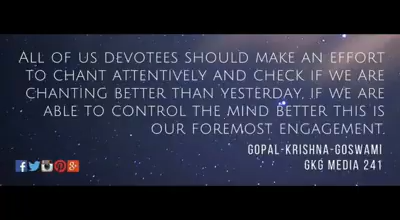 All of us devotees should make an effort
to chant attentively and check if we are
chanting better than yesterday, if we are
able to control the mind better this is
our foremost engagement.
GOPAL-KRISHNA-GOSWAMI
GKG MEDIA 241